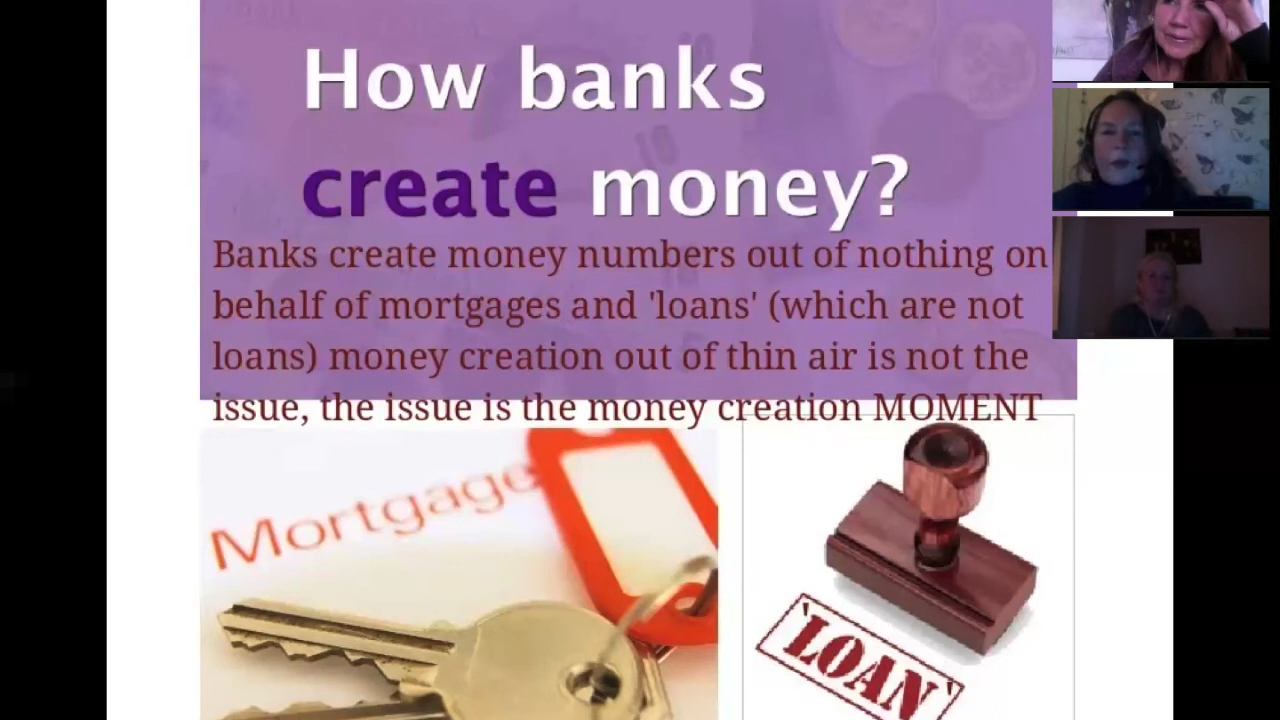 How banks
create money?
Banks create money numbers out of nothing on
behalf of mortgages and 'loans' (which are not
loans) money creation out of thin air is not the
issue, the issue is the money creation MOMENT
Mortgage
'LOAN'